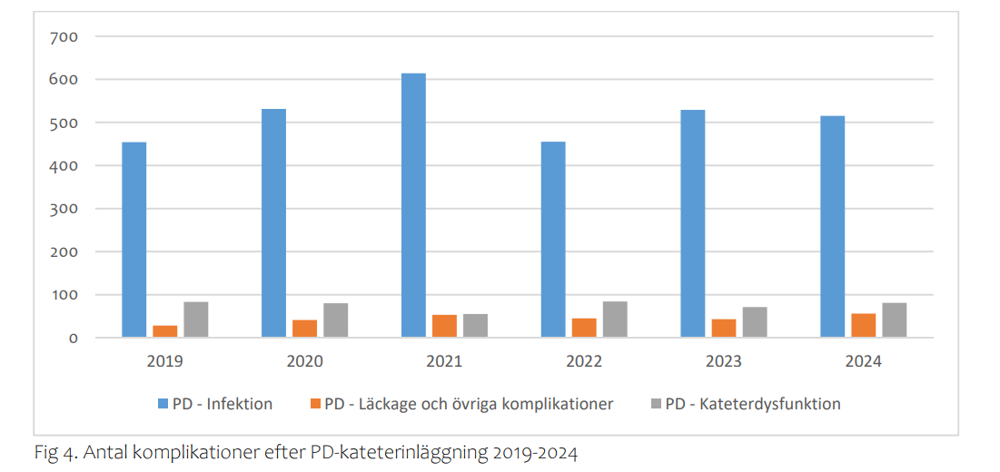 700
600
500
400
300
200
100
0
2019 2020 2021 2022 2023 2024
PD - Infektion PD - Läckage och övriga komplikationer PD - Kateterdysfunktion
Fig 4. Antal komplikationer efter PD-kateterinläggning 2019-2024